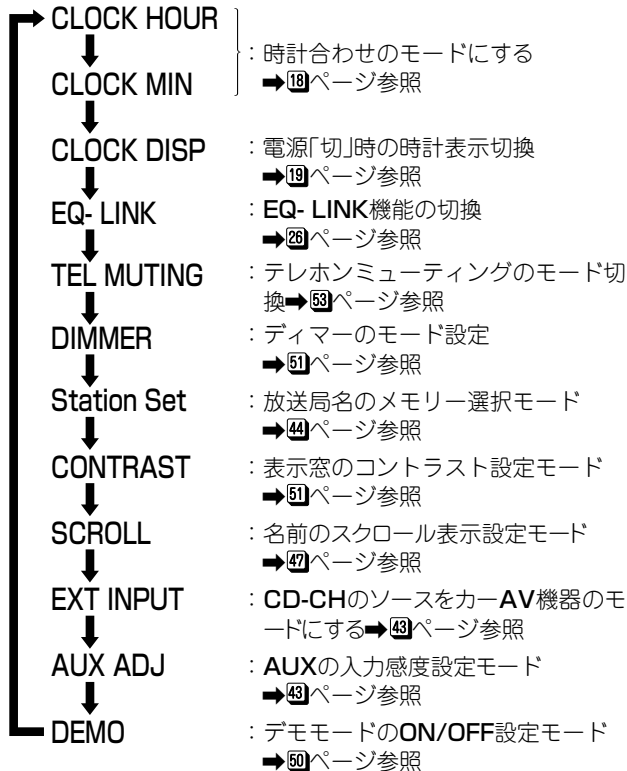 CLOCK HOUR
CLOCK MIN
：時計合わせのモードにする
➡18ページ参照
CLOCK DISP ：電源「切」時の時計表示切換
➡19ページ参照
EQ- LINK ：EQ- LINK機能の切換
➡26ページ参照
TEL MUTING ：テレホンミューティングのモード切
換➡53ページ参照
DIMMER ：ディマーのモード設定
➡51ページ参照
Station Set ：放送局名のメモリー選択モード
➡44ページ参照
CONTRAST ：表示窓のコントラスト設定モード
➡51ページ参照
SCROLL ：名前のスクロール表示設定モード
➡47ページ参照
EXT INPUT ：CD-CHのソースをカーAV機器のモ
ードにする➡43ページ参照
AUX ADJ ：AUXの入力感度設定モード
➡43ページ参照
DEMO ：デモモードのON/OFF設定モード
➡50ページ参照